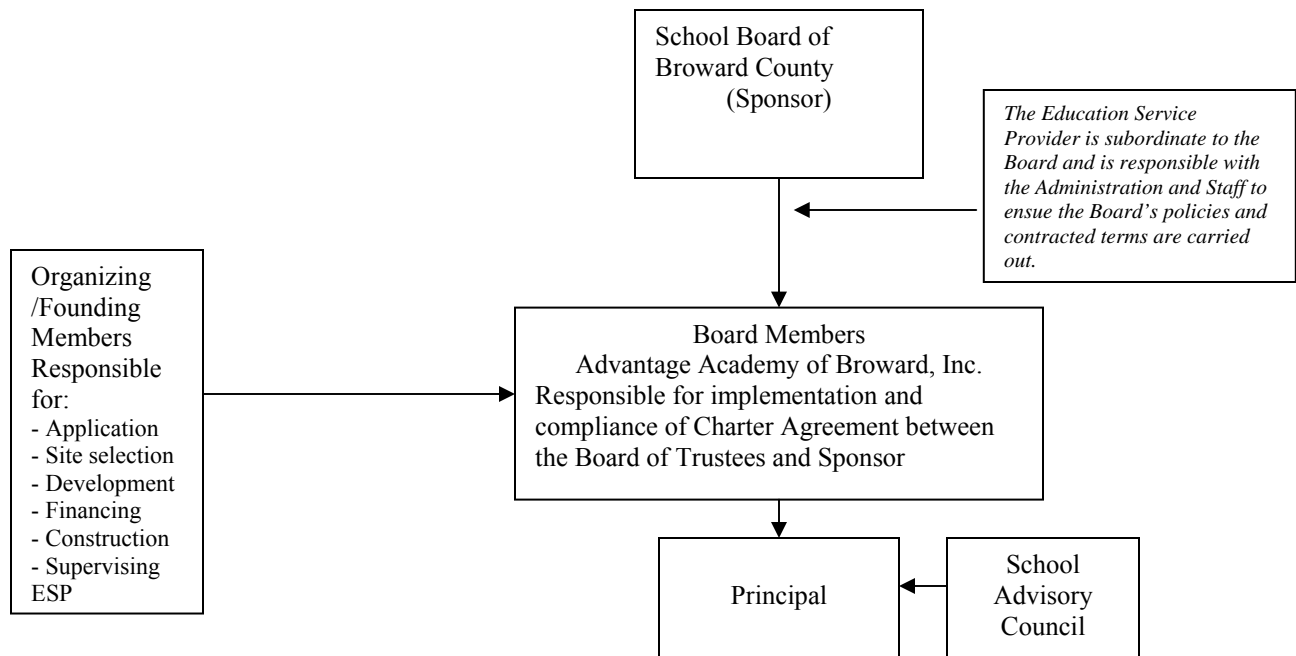 School Board of
Broward County
(Sponsor)
The Education Service
Provider is subordinate to the
Board and is responsible with
the Administration and Staff to
ensue the Board’s policies and
contracted terms are carried
out.
Organizing
/Founding
Members
Responsible
for:
- Application
- Site selection
- Development
- Financing
- Construction
- Supervising
ESP
Board Members
Advantage Academy of Broward, Inc.
Responsible for implementation and
compliance of Charter Agreement between
the Board of Trustees and Sponsor
Principal
School
Advisory
Council